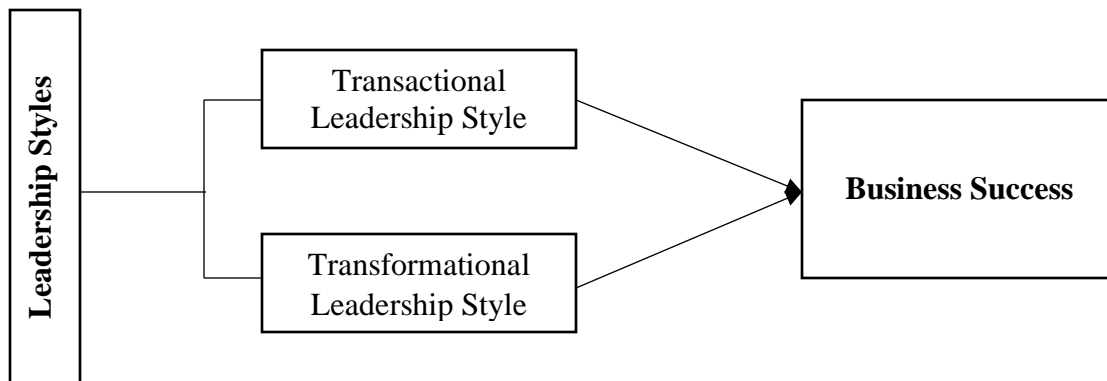 Leadership Styles
Transactional
Leadership Style
Transformational
Leadership Style
Business Success